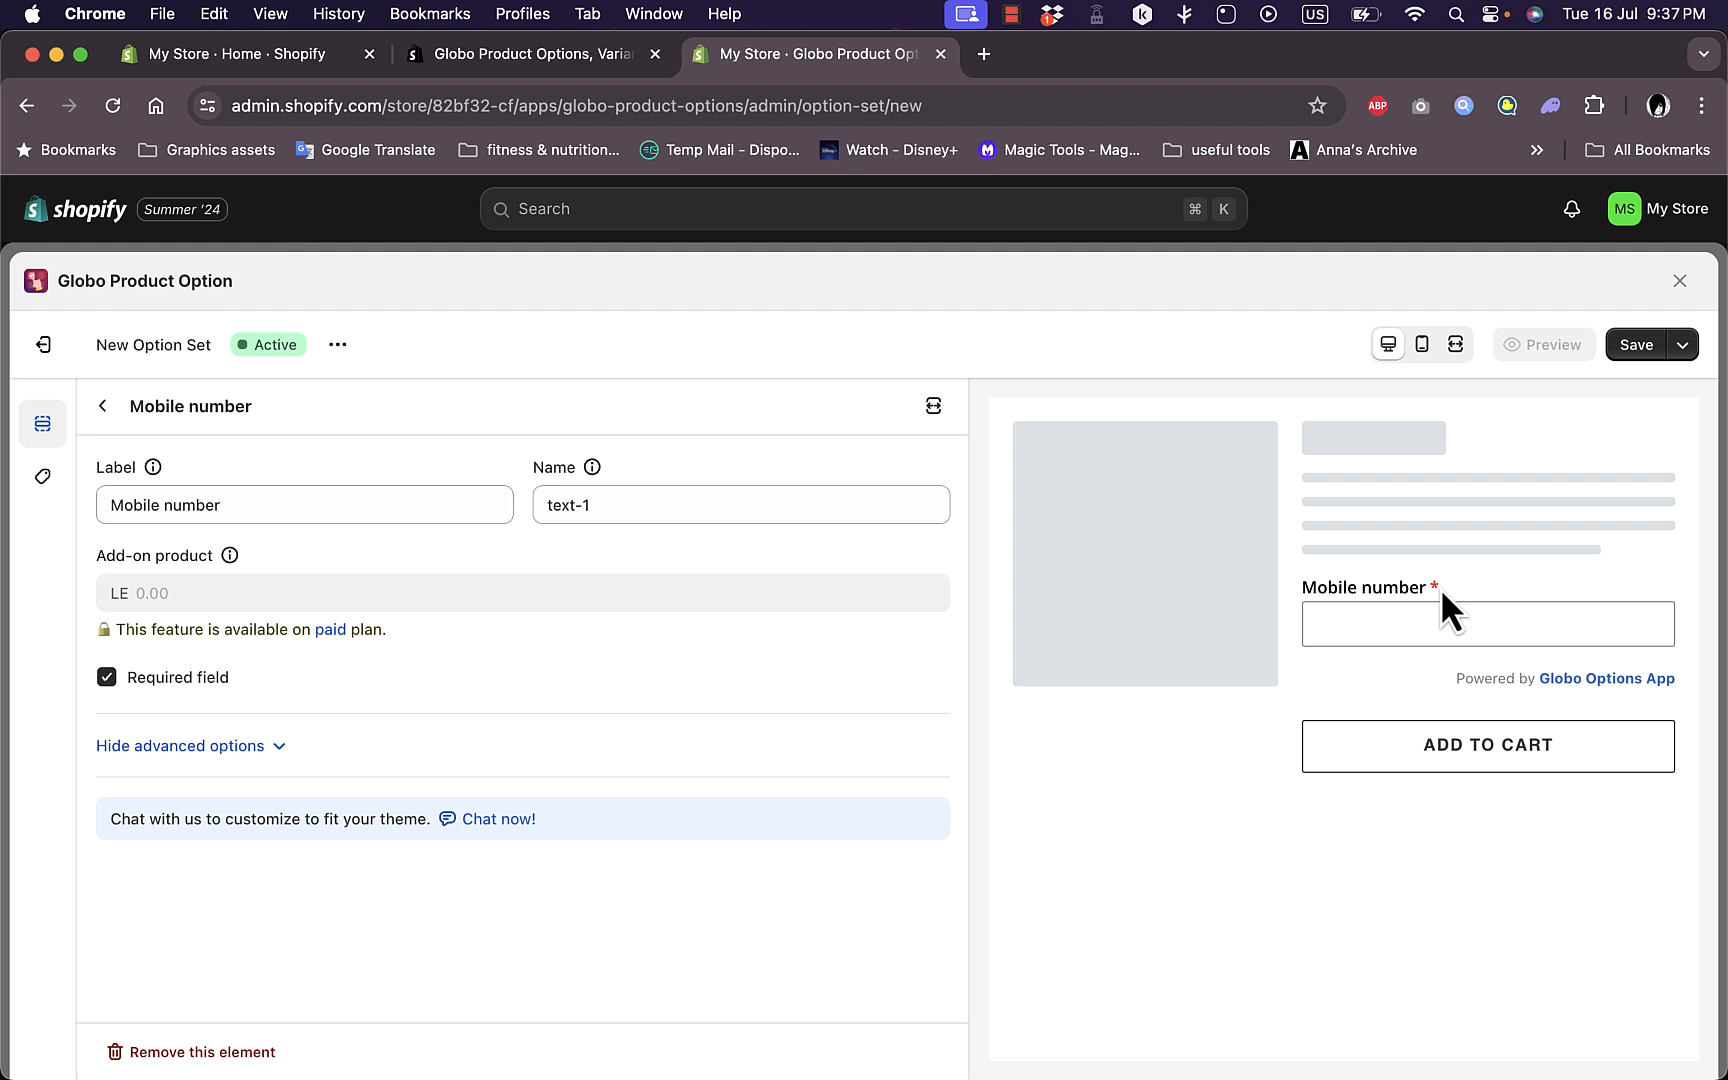 Chrome File Edit View History Bookmarks Profiles Tab Window Help US Tue 16 Jul 9:37 PM
My Store · Home · Shopify
Globo Product Options, Varia
My Store · Globo Product Opt
admin.shopify.com/store/82bf32-cf/apps/globo-product-options/admin/option-set/new
ABP
Bookmarks Graphics assets Google Translate fitness & nutrition... Temp Mail - Dispo... Watch - Disney+ Magic Tools - Mag... useful tools Anna's Archive All Bookmarks
shopify Summer '24
Search ⌘ K
MS My Store
Globo Product Option
New Option Set Active
Preview Save
Mobile number
Label
Name
Mobile number
text-1
Add-on product
LE 0.00
This feature is available on paid plan.
Required field
Hide advanced options
Chat with us to customize to fit your theme. Chat now!
Remove this element
Mobile number *
Powered by Globo Options App
ADD TO CART